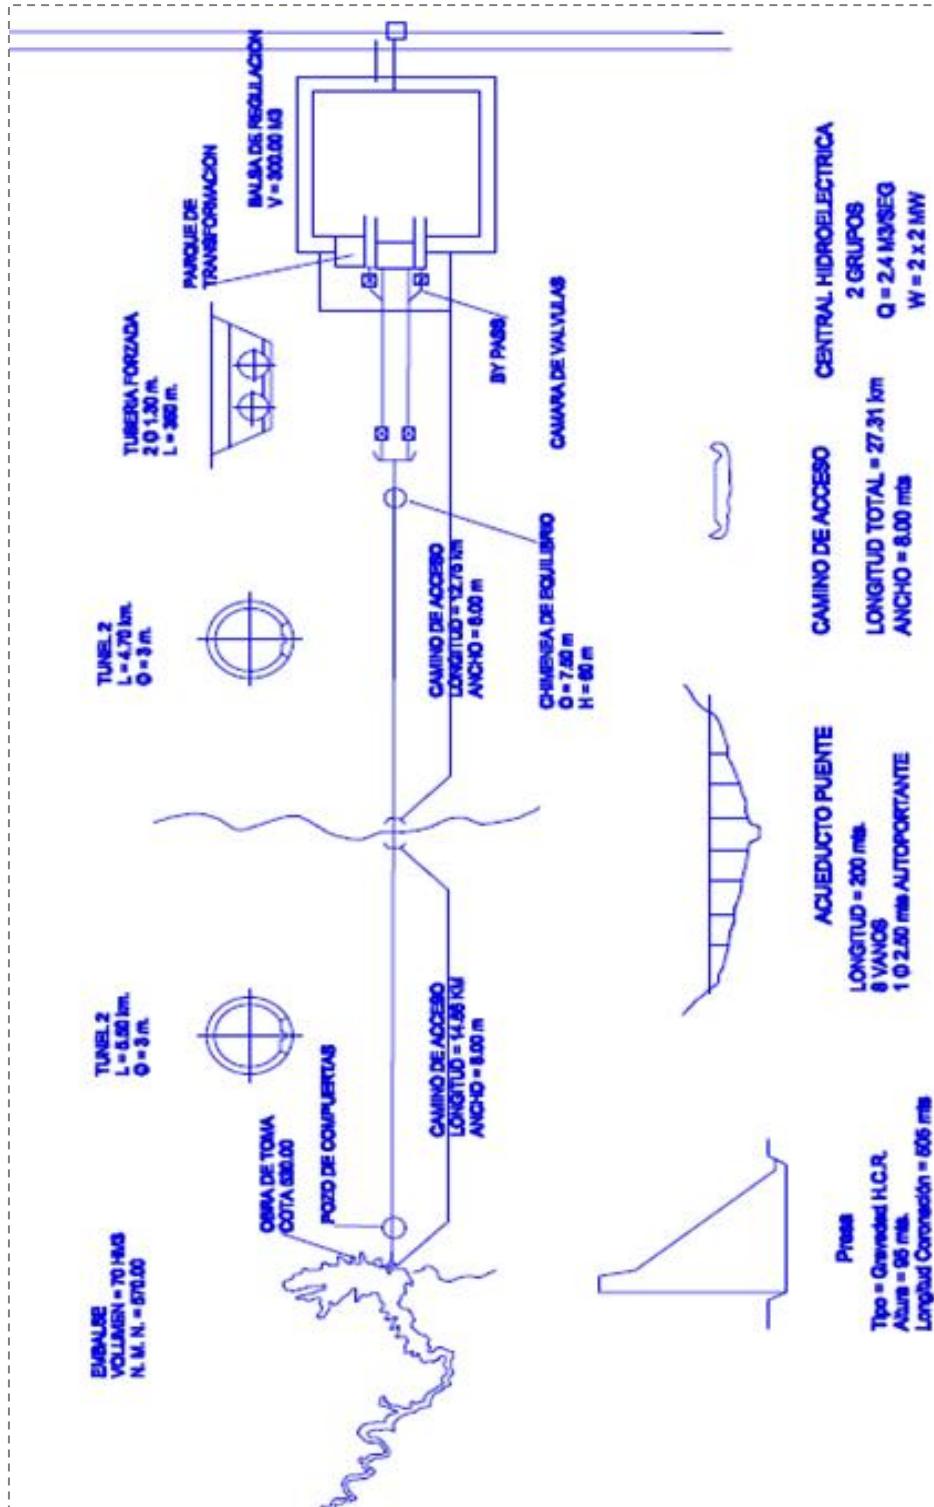 EMBALSE
VOLUMEN = 70 HM3
N. M. N. = 570.00
TUNEL 2
L = 5.50 km.
O = 3 m.
TUNEL 2
L = 4.70 km.
O = 3 m.
TUBERIA FORZADA
2 O 1.30 m.
L = 350 m.
PARQUE DE
TRANSFORMACION
BALSA DE REGULACION
V = 300.00 M3
OBRA DE TOMA
COTA 530.00
POZO DE COMPUERTAS
CAMINO DE ACCESO
LONGITUD = 14.56 KM
ANCHO = 8.00 m
CAMINO DE ACCESO
LONGITUD = 12.75 km
ANCHO = 8.00 m
CHIMENEA DE EQUILIBRIO
O = 7.50 m
H = 60 m
BY PASS
CAMARA DE VALVULAS
Presa
Tipo = Gravedad H.C.R.
Altura = 95 mts.
Longitud Coronación = 505 mts
ACUEDUCTO PUENTE
LONGITUD = 200 mts.
8 VANOS
1 O 2.50 mts AUTOPORTANTE
CAMINO DE ACCESO
LONGITUD TOTAL = 27.31 km
ANCHO = 8.00 mts
CENTRAL HIDROELECTRICA
2 GRUPOS
Q = 2.4 M3/SEG
W = 2 x 2 MW